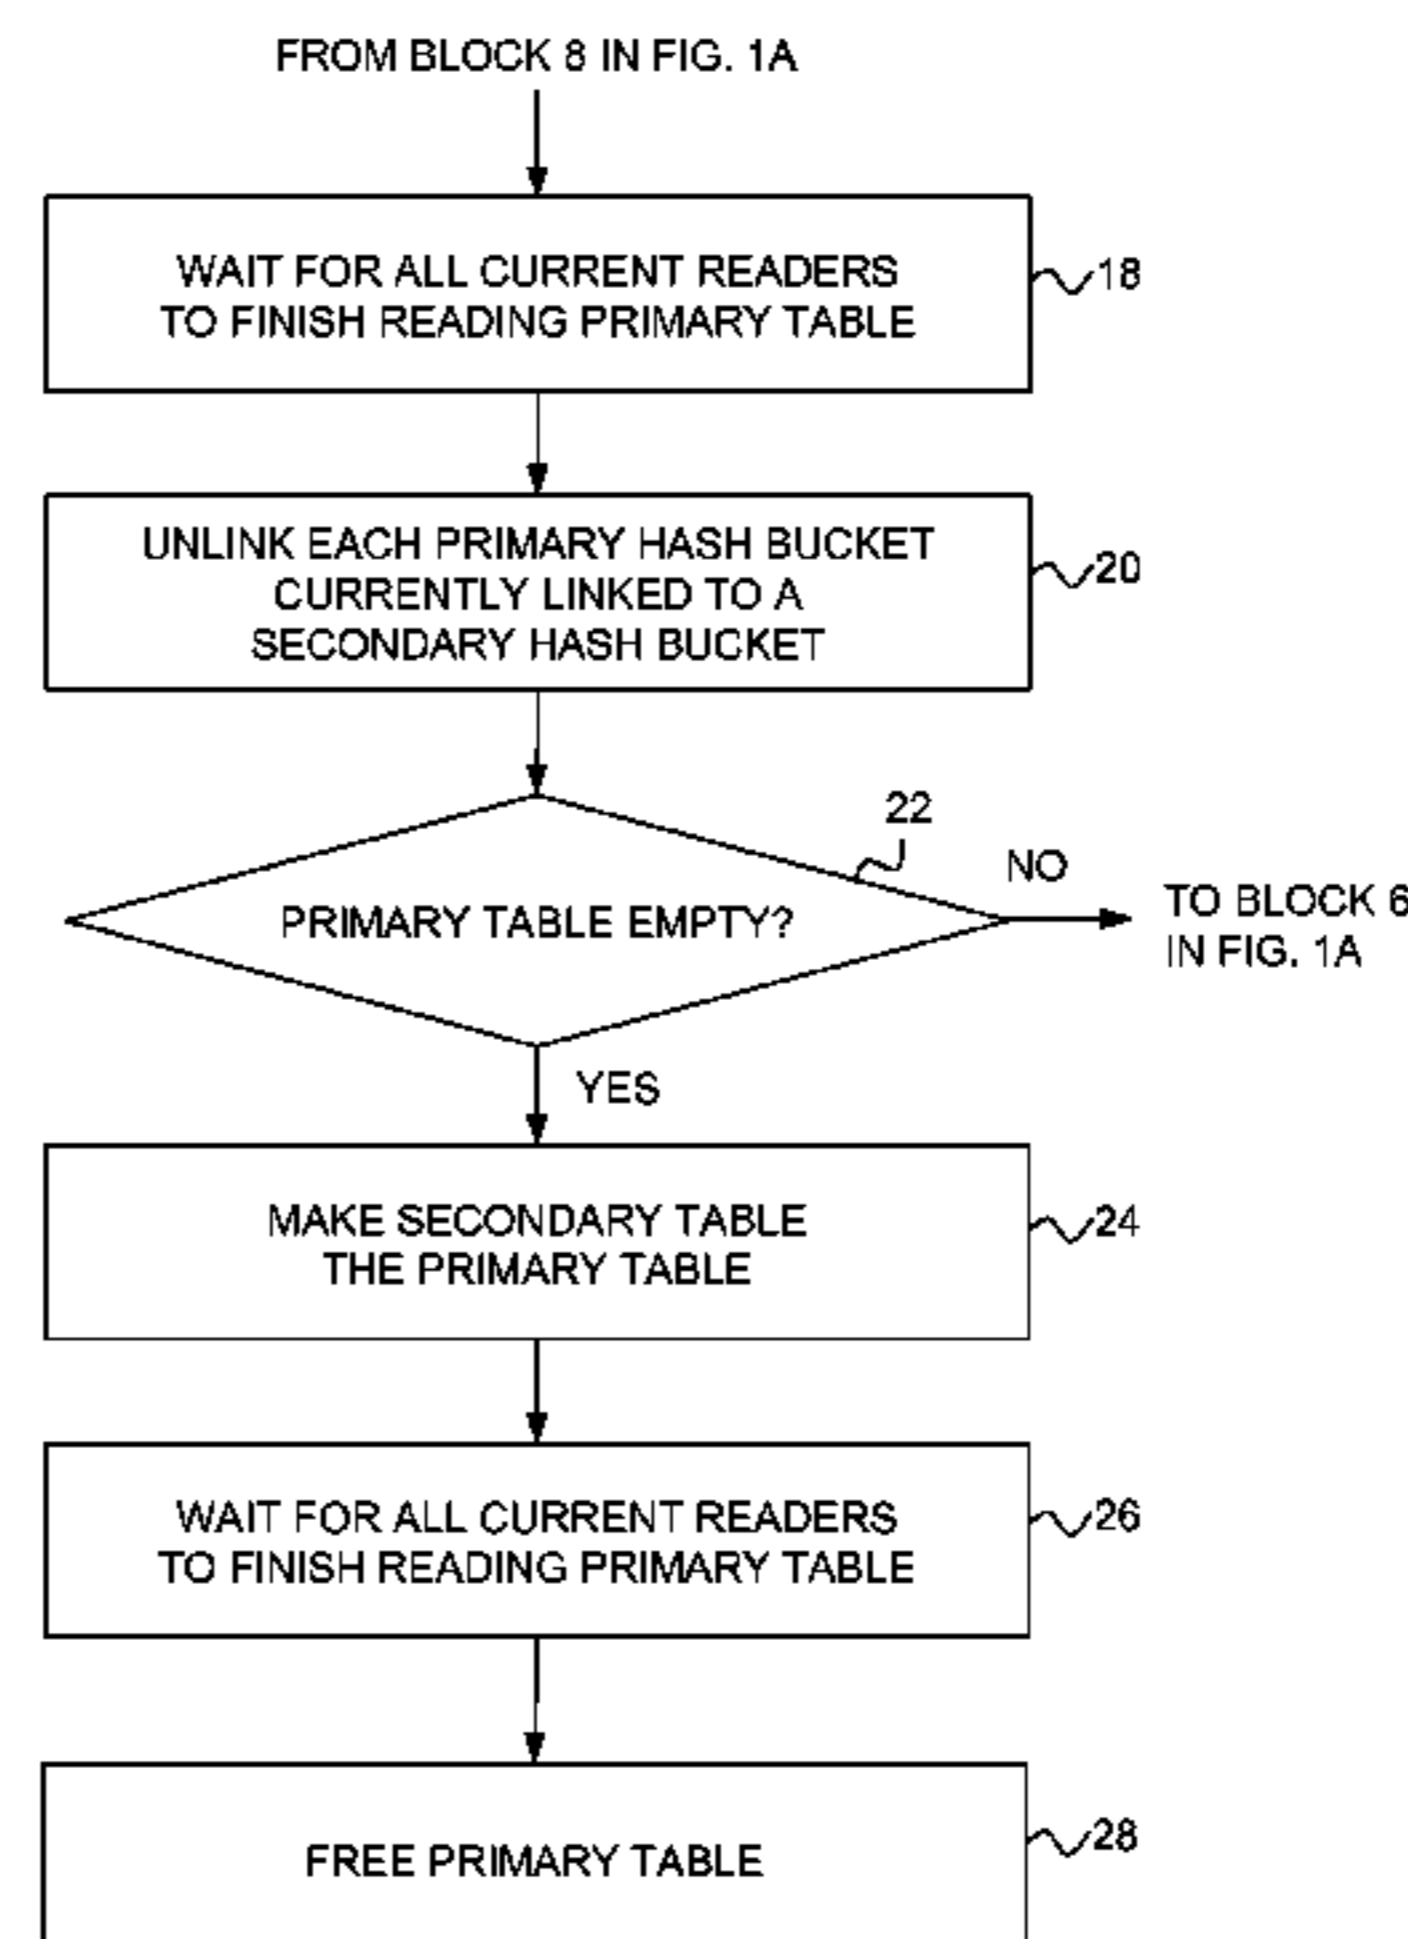 FROM BLOCK 8 IN FIG. 1A
WAIT FOR ALL CURRENT READERS
TO FINISH READING PRIMARY TABLE
18
UNLINK EACH PRIMARY HASH BUCKET
CURRENTLY LINKED TO A
SECONDARY HASH BUCKET
20
22
PRIMARY TABLE EMPTY?
NO
TO BLOCK 6
IN FIG. 1A
YES
MAKE SECONDARY TABLE
THE PRIMARY TABLE
24
WAIT FOR ALL CURRENT READERS
TO FINISH READING PRIMARY TABLE
26
FREE PRIMARY TABLE
28